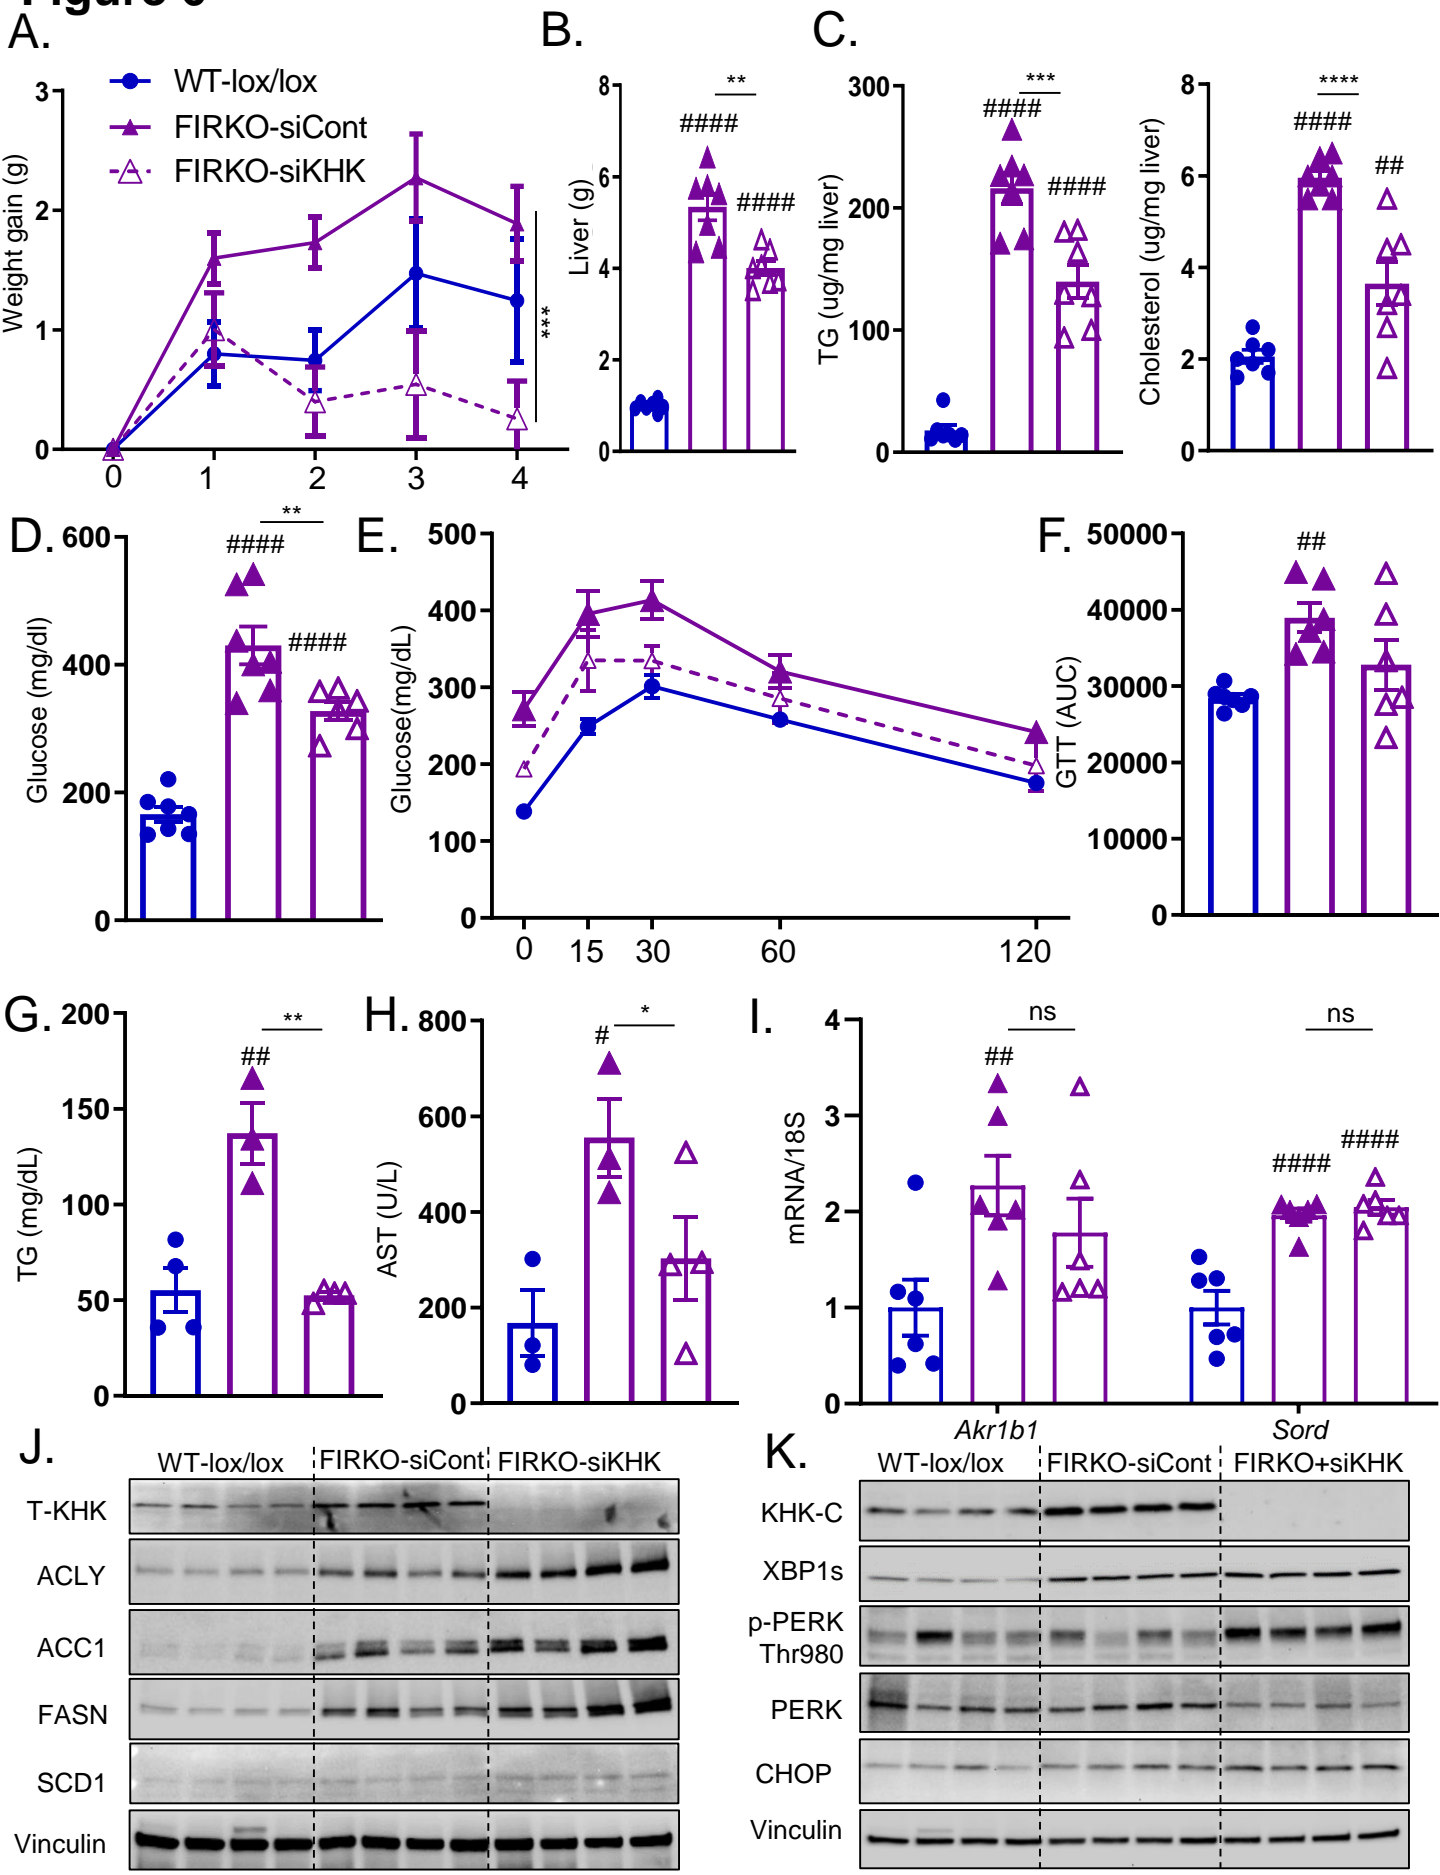 Figure 6
A.
B.
C.
WT-lox/lox
FIRKO-siCont
FIRKO-siKHK
Weight gain (g)
3
2
1
0
0 1 2 3 4
***
Liver (g)
8
6
4
2
0
**
####
####
TG (ug/mg liver)
300
200
100
0
***
####
####
Cholesterol (ug/mg liver)
8
6
4
2
0
****
####
##
D.
E.
F.
Glucose (mg/dl)
600
400
200
0
**
####
####
Glucose(mg/dL)
500
400
300
200
100
0
0 15 30 60 120
GTT (AUC)
50000
40000
30000
20000
10000
0
##
G.
H.
I.
TG (mg/dL)
200
150
100
50
0
**
##
AST (U/L)
800
600
400
200
0
*
#
mRNA/18S
4
3
2
1
0
ns
##
ns
####
####
Akr1b1 Sord
J.
WT-lox/lox FIRKO-siCont FIRKO-siKHK
T-KHK
ACLY
ACC1
FASN
SCD1
Vinculin
K.
WT-lox/lox FIRKO-siCont FIRKO+siKHK
KHK-C
XBP1s
p-PERK
Thr980
PERK
CHOP
Vinculin